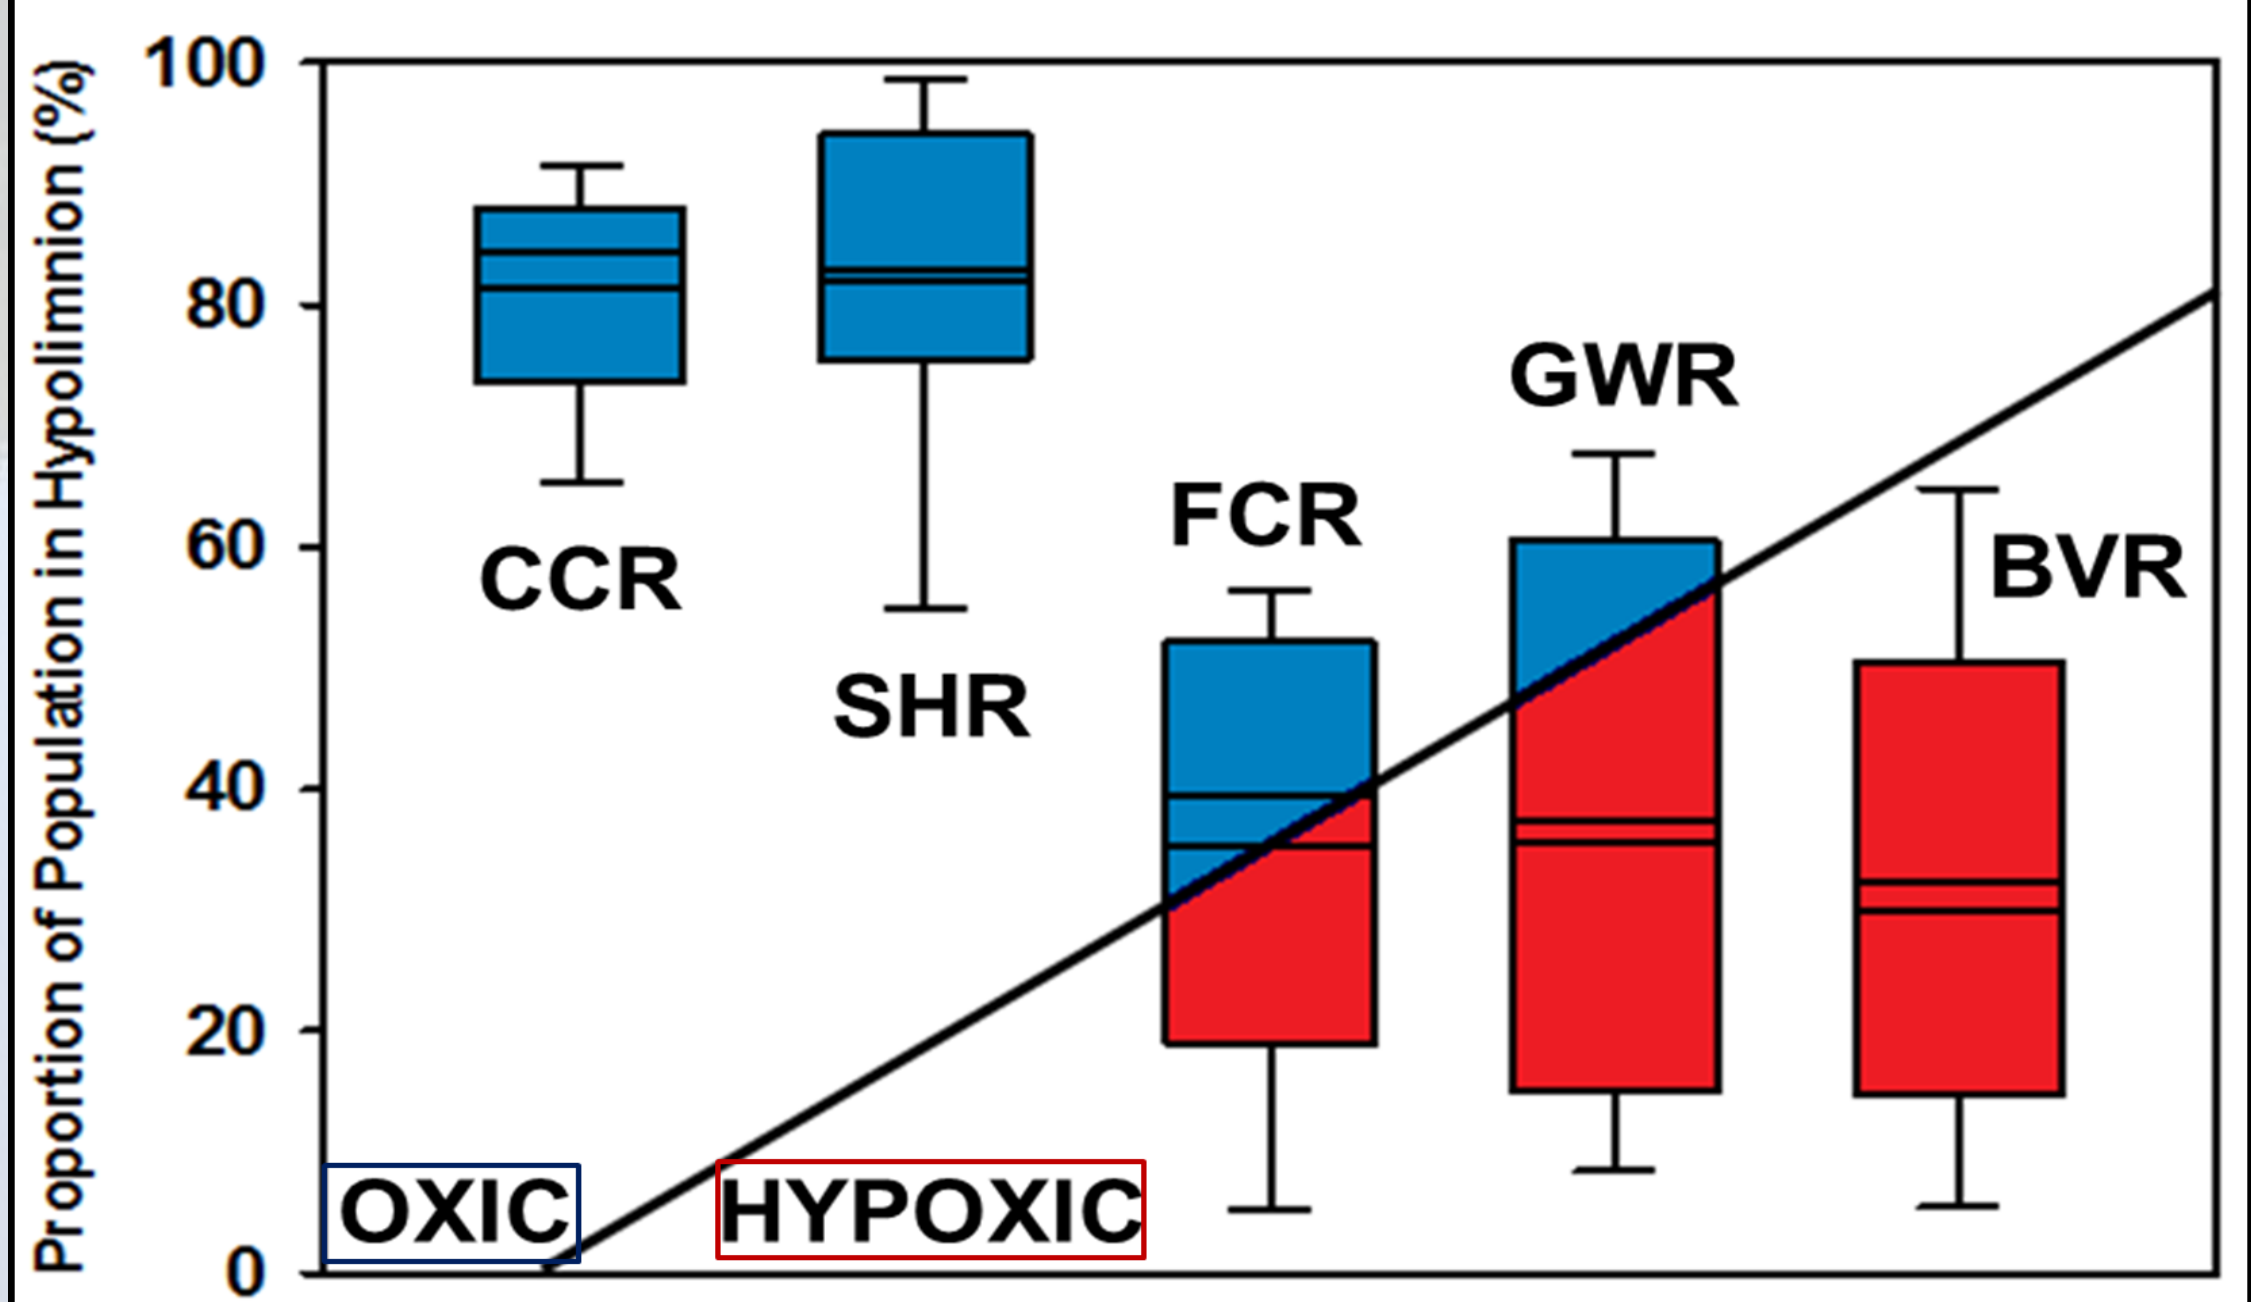 Proportion of Population in Hypolimnion (%)
100
80
60
40
20
0
CCR
SHR
FCR
GWR
BVR
OXIC
HYPOXIC